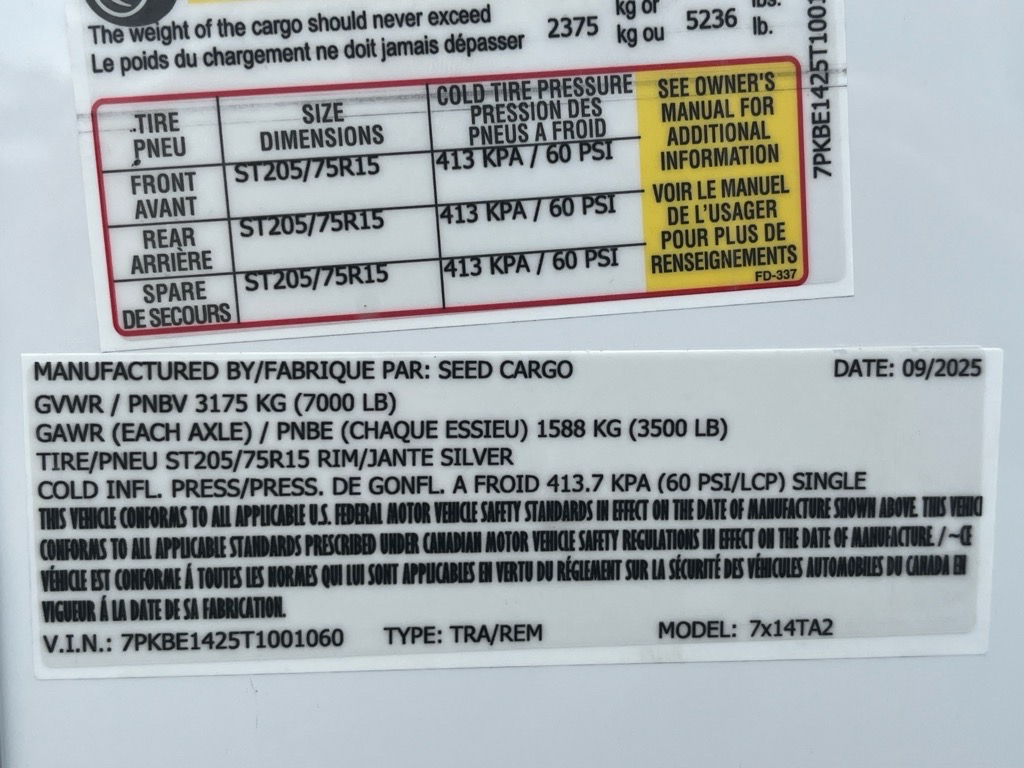 The weight of the cargo should never exceed 2375 kg or 5236 lbs.
Le poids du chargement ne doit jamais dépasser kg ou lb.
TIRE PNEU SIZE DIMENSIONS COLD TIRE PRESSURE PRESSION DES PNEUS A FROID
FRONT AVANT ST205/75R15 413 KPA / 60 PSI
REAR ARRIÈRE ST205/75R15 413 KPA / 60 PSI
SPARE DE SECOURS ST205/75R15 413 KPA / 60 PSI
SEE OWNER'S
MANUAL FOR
ADDITIONAL
INFORMATION
VOIR LE MANUEL
DE L'USAGER
POUR PLUS DE
RENSEIGNEMENTS
FD-337
7PKBE1425T1001
MANUFACTURED BY/FABRIQUE PAR: SEED CARGO DATE: 09/2025
GVWR / PNBV 3175 KG (7000 LB)
GAWR (EACH AXLE) / PNBE (CHAQUE ESSIEU) 1588 KG (3500 LB)
TIRE/PNEU ST205/75R15 RIM/JANTE SILVER
COLD INFL. PRESS/PRESS. DE GONFL. A FROID 413.7 KPA (60 PSI/LCP) SINGLE
THIS VEHICLE CONFORMS TO ALL APPLICABLE U.S. FEDERAL MOTOR VEHICLE SAFETY STANDARDS IN EFFECT ON THE DATE OF MANUFACTURE SHOWN ABOVE. THIS VEHIC
CONFORMS TO ALL APPLICABLE STANDARDS PRESCRIBED UNDER CANADIAN MOTOR VEHICLE SAFETY REGULATIONS IN EFFECT ON THE DATE OF MANUFACTURE. / ~CE
VÉHICLE EST CONFORME Á TOUTES LES NORMES QUI LUI SONT APPLICABLES EN VERTU DU RÉGLEMENT SUR LA SÉCURITÉ DES VÉHICULES AUTOMOBILES DU CANADA EN
VIGUEUR Á LA DATE DE SA FABRICATION.
V.I.N.: 7PKBE1425T1001060 TYPE: TRA/REM MODEL: 7x14TA2